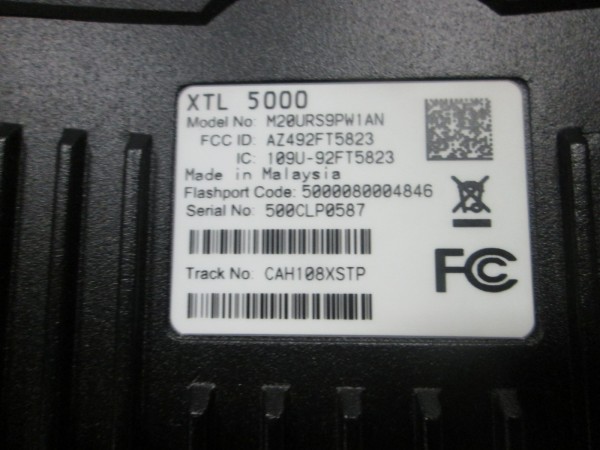 XTL 5000
Model No: M20URS9PW1AN
FCC ID: AZ492FT5823
IC: 109U-92FT5823
Made in Malaysia
Flashport Code: 5000080004846
Serial No: 500CLP0587
FC
Track No: CAH108XSTP